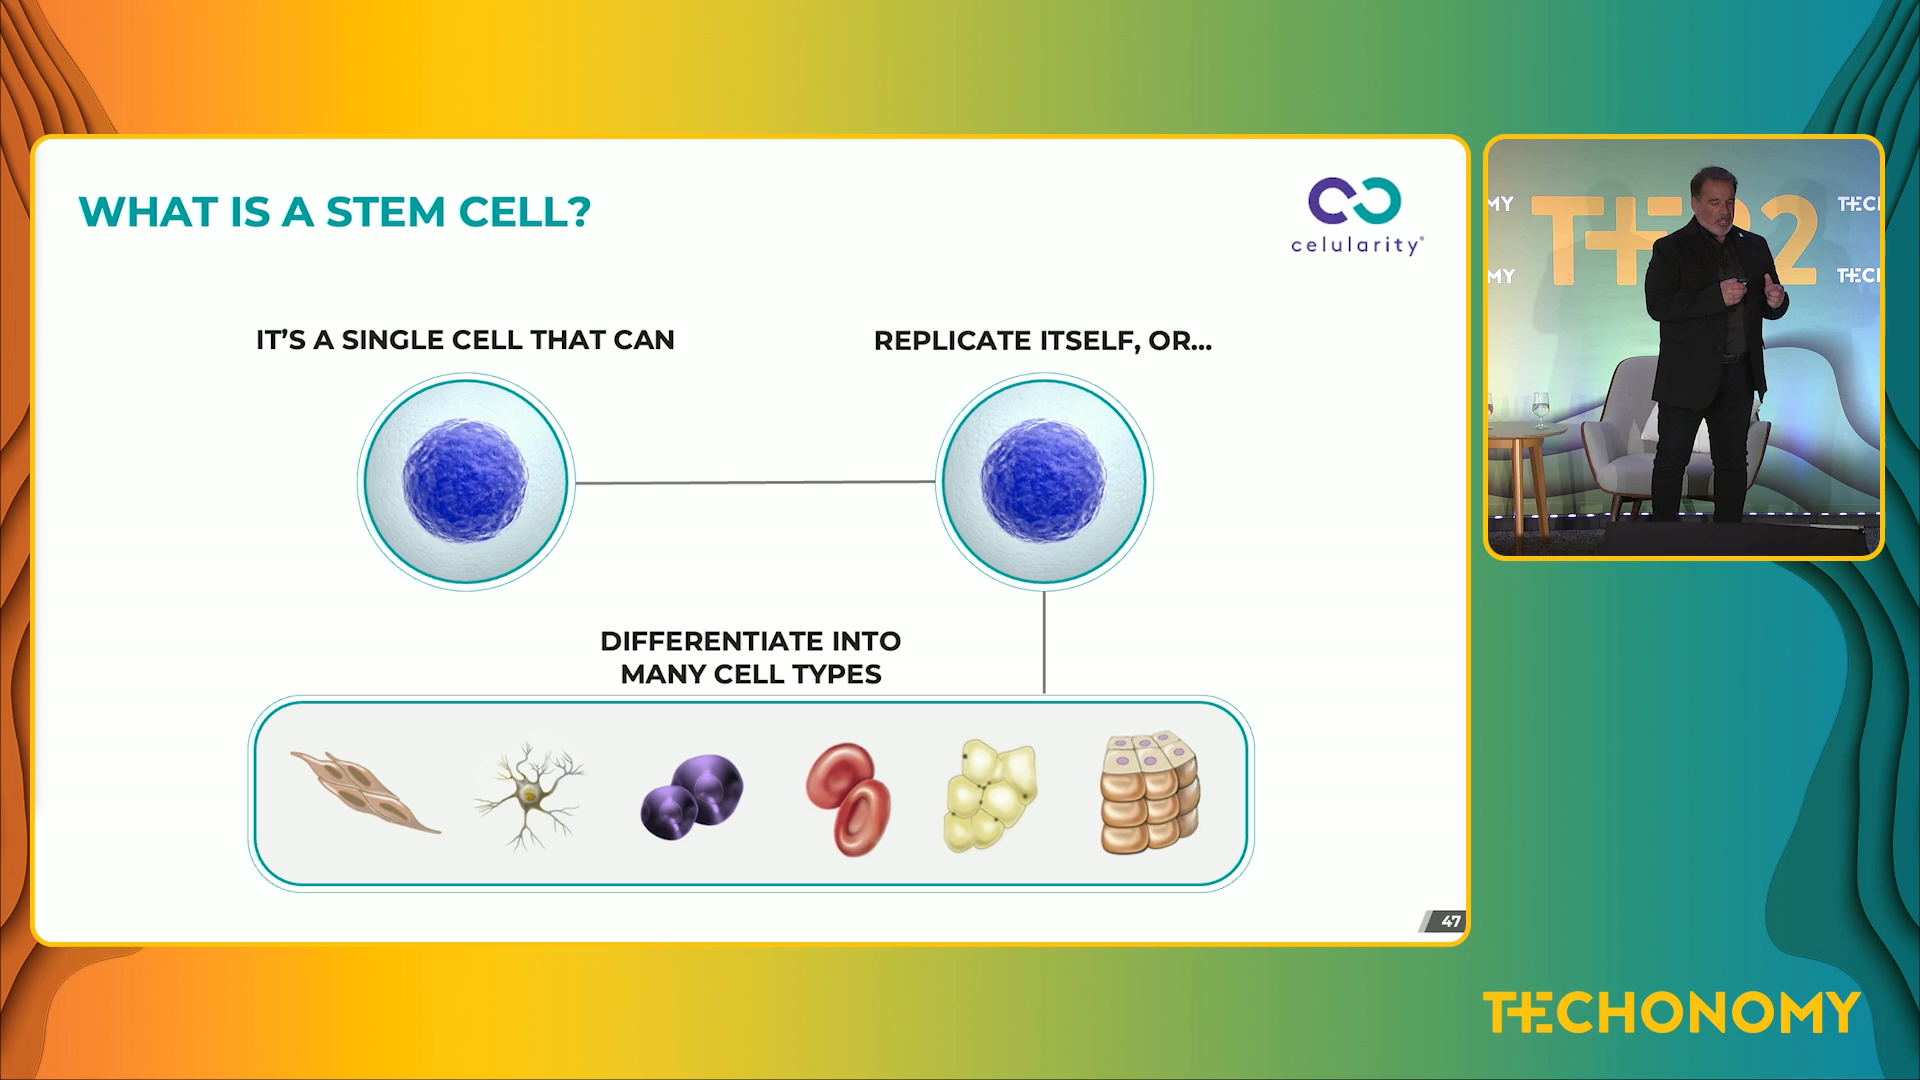 WHAT IS A STEM CELL?
celularity®
IT'S A SINGLE CELL THAT CAN
REPLICATE ITSELF, OR...
DIFFERENTIATE INTO
MANY CELL TYPES
47
TECHONOMY